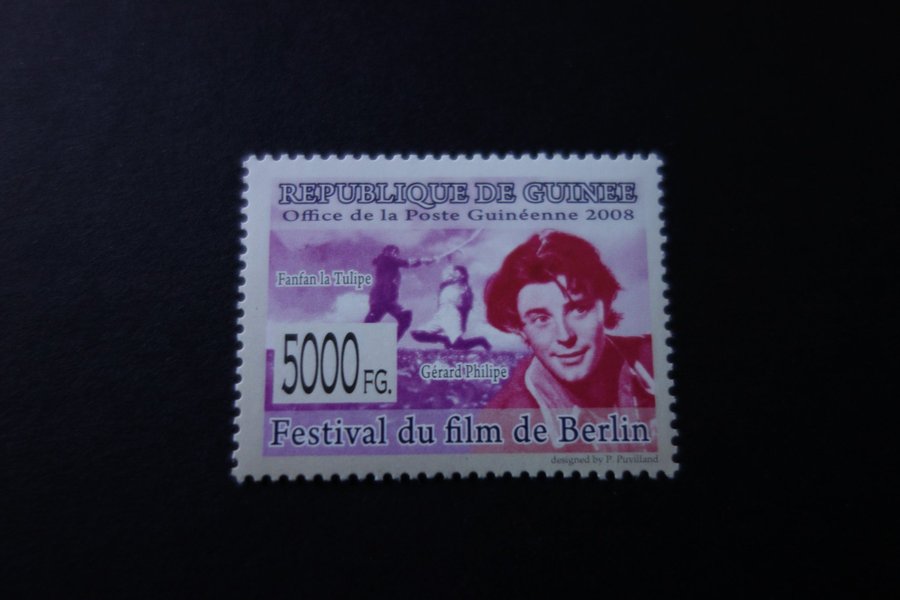 REPUBLIQUE DE GUINEE
Office de la Poste Guinéenne 2008
Fanfan la Tulipe
5000 FG.
Gérard Philipe
Festival du film de Berlin
designed by P. Puvilland